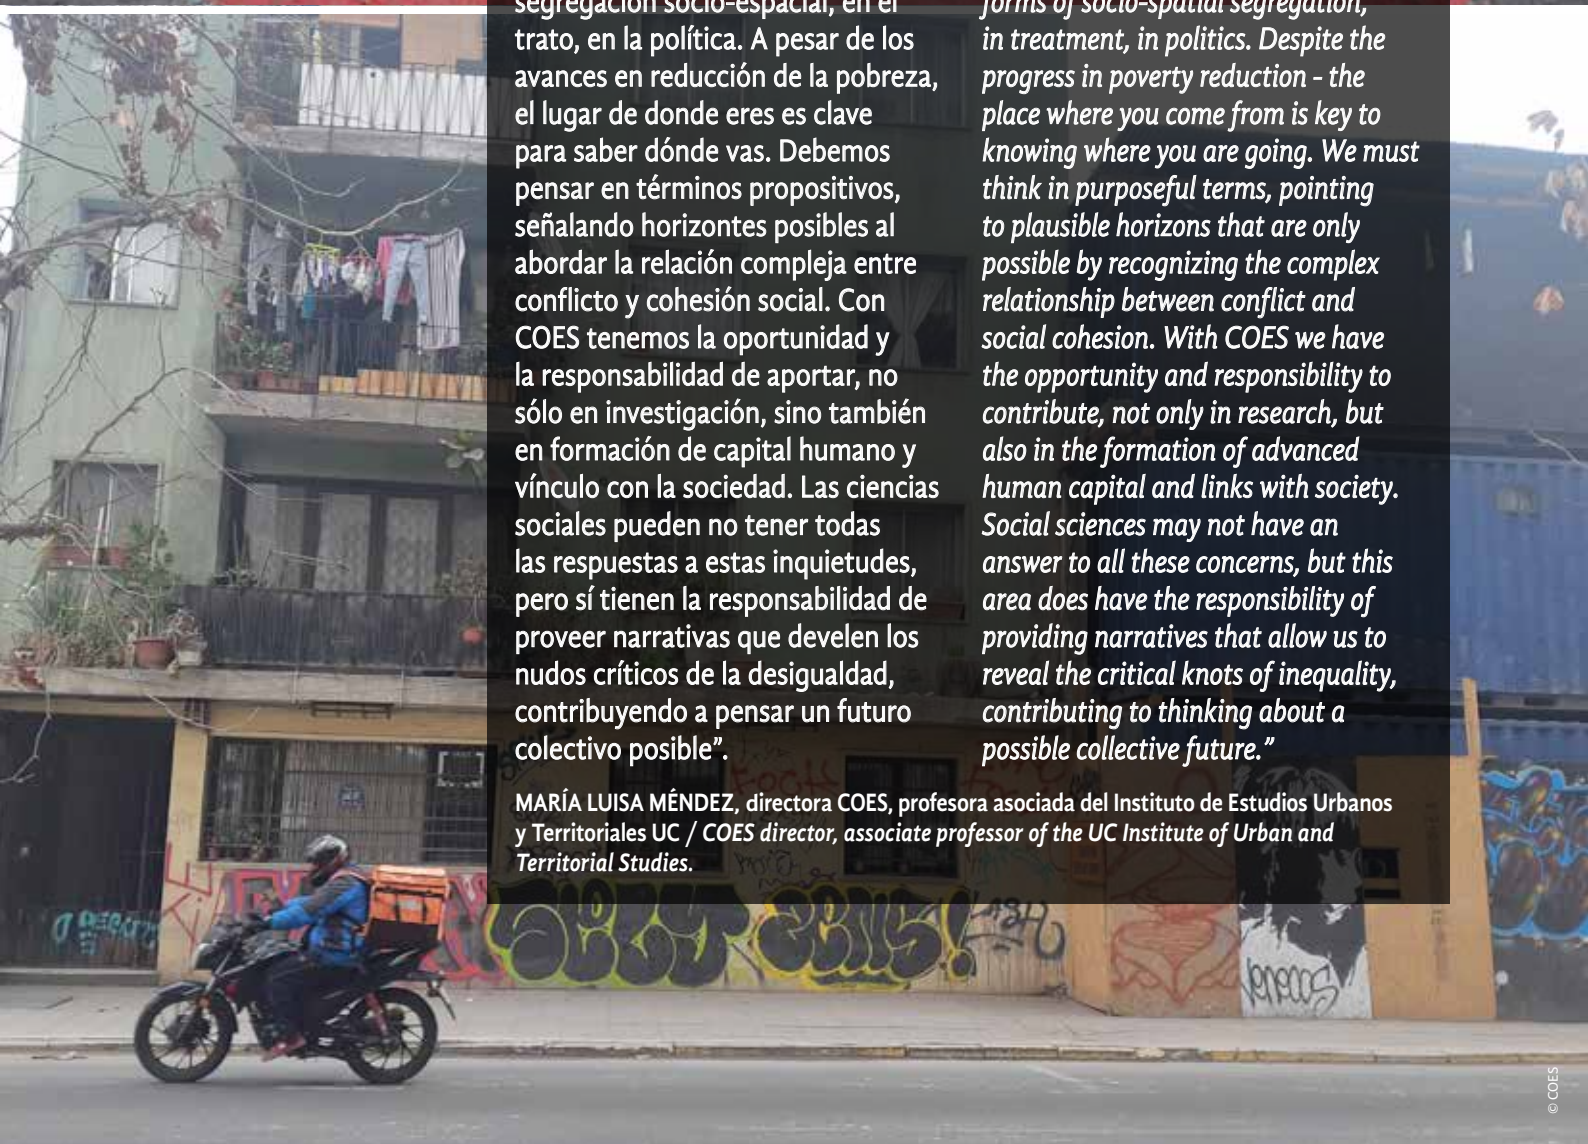 segregación socio-espacial, en el
trato, en la política. A pesar de los
avances en reducción de la pobreza,
el lugar de donde eres es clave
para saber dónde vas. Debemos
pensar en términos propositivos,
señalando horizontes posibles al
abordar la relación compleja entre
conflicto y cohesión social. Con
COES tenemos la oportunidad y
la responsabilidad de aportar, no
sólo en investigación, sino también
en formación de capital humano y
vínculo con la sociedad. Las ciencias
sociales pueden no tener todas
las respuestas a estas inquietudes,
pero sí tienen la responsabilidad de
proveer narrativas que develen los
nudos críticos de la desigualdad,
contribuyendo a pensar un futuro
colectivo posible”.
forms of socio-spatial segregation,
in treatment, in politics. Despite the
progress in poverty reduction - the
place where you come from is key to
knowing where you are going. We must
think in purposeful terms, pointing
to plausible horizons that are only
possible by recognizing the complex
relationship between conflict and
social cohesion. With COES we have
the opportunity and responsibility to
contribute, not only in research, but
also in the formation of advanced
human capital and links with society.
Social sciences may not have an
answer to all these concerns, but this
area does have the responsibility of
providing narratives that allow us to
reveal the critical knots of inequality,
contributing to thinking about a
possible collective future.”
MARÍA LUISA MÉNDEZ, directora COES, profesora asociada del Instituto de Estudios Urbanos
y Territoriales UC / COES director, associate professor of the UC Institute of Urban and
Territorial Studies.
© COES